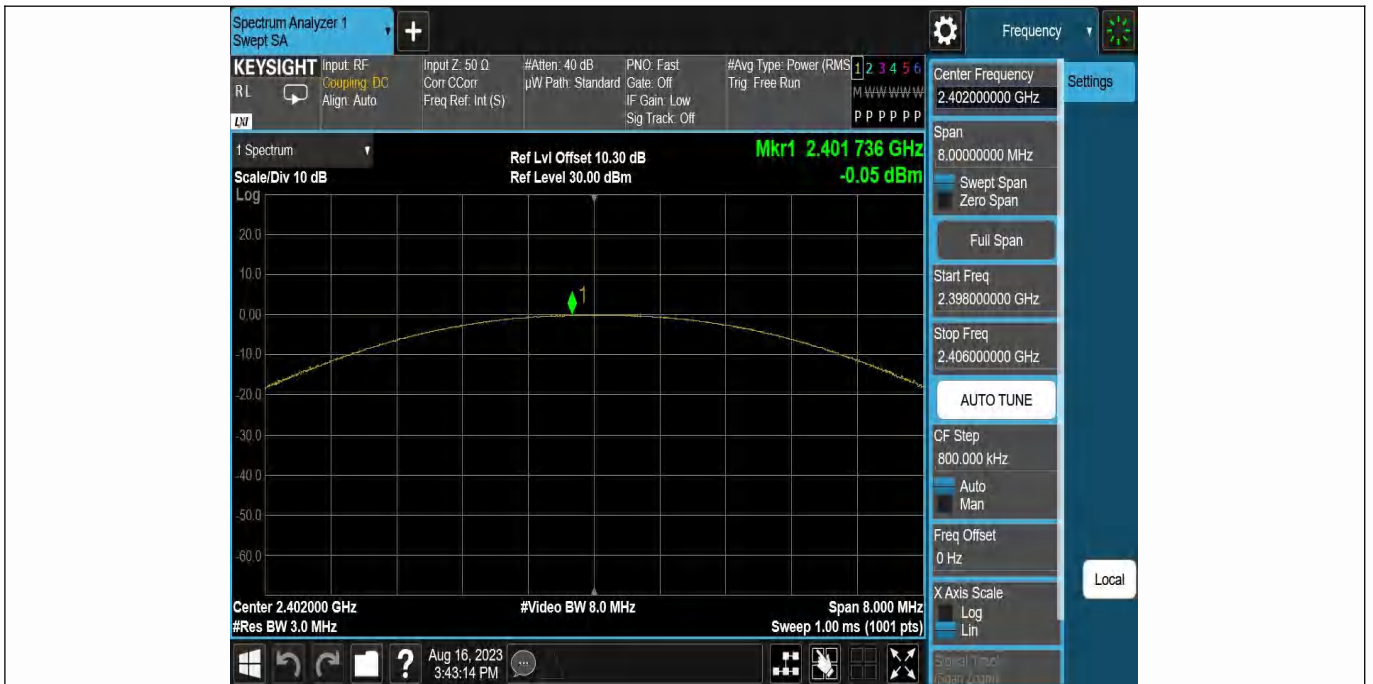 Spectrum Analyzer 1
Swept SA
+
Frequency
KEYSIGHT
RL
LXI
Input: RF
Coupling: DC
Align: Auto
Input Z: 50 Ω
Corr CCorr
Freq Ref: Int (S)
#Atten: 40 dB
µW Path: Standard
PNO: Fast
Gate: Off
IF Gain: Low
Sig Track: Off
#Avg Type: Power (RMS
Trig: Free Run
1 2 3 4 5 6
M W W W W W
P P P P P P
1 Spectrum
Scale/Div 10 dB
Ref Lvl Offset 10.30 dB
Ref Level 30.00 dBm
Mkr1 2.401 736 GHz
-0.05 dBm
Log
20.0
10.0
0.00
-10.0
-20.0
-30.0
-40.0
-50.0
-60.0
1
Center 2.402000 GHz
#Res BW 3.0 MHz
#Video BW 8.0 MHz
Span 8.000 MHz
Sweep 1.00 ms (1001 pts)
Center Frequency
2.402000000 GHz
Settings
Span
8.00000000 MHz
Swept Span
Zero Span
Full Span
Start Freq
2.398000000 GHz
Stop Freq
2.406000000 GHz
AUTO TUNE
CF Step
800.000 kHz
Auto
Man
Freq Offset
0 Hz
X Axis Scale
Log
Lin
Signal Track
(Span Zoom)
Local
?
Aug 16, 2023
3:43:14 PM